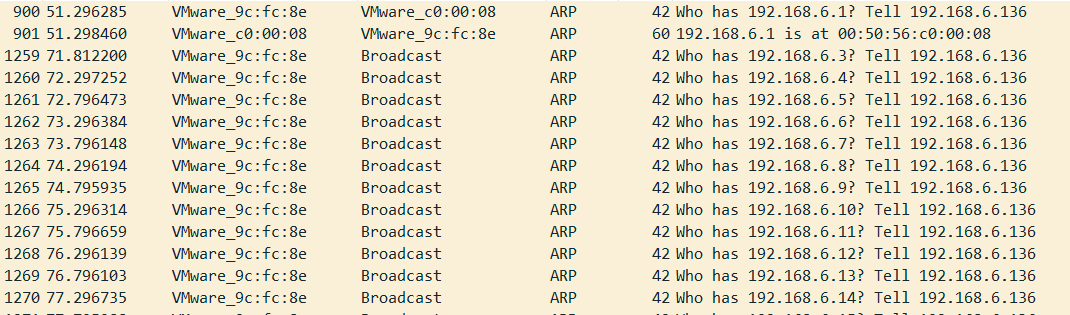 900 51.296285 VMware_9c:fc:8e VMware_c0:00:08 ARP 42 Who has 192.168.6.1? Tell 192.168.6.136
901 51.298460 VMware_c0:00:08 VMware_9c:fc:8e ARP 60 192.168.6.1 is at 00:50:56:c0:00:08
1259 71.812200 VMware_9c:fc:8e Broadcast ARP 42 Who has 192.168.6.3? Tell 192.168.6.136
1260 72.297252 VMware_9c:fc:8e Broadcast ARP 42 Who has 192.168.6.4? Tell 192.168.6.136
1261 72.796473 VMware_9c:fc:8e Broadcast ARP 42 Who has 192.168.6.5? Tell 192.168.6.136
1262 73.296384 VMware_9c:fc:8e Broadcast ARP 42 Who has 192.168.6.6? Tell 192.168.6.136
1263 73.796148 VMware_9c:fc:8e Broadcast ARP 42 Who has 192.168.6.7? Tell 192.168.6.136
1264 74.296194 VMware_9c:fc:8e Broadcast ARP 42 Who has 192.168.6.8? Tell 192.168.6.136
1265 74.795935 VMware_9c:fc:8e Broadcast ARP 42 Who has 192.168.6.9? Tell 192.168.6.136
1266 75.296314 VMware_9c:fc:8e Broadcast ARP 42 Who has 192.168.6.10? Tell 192.168.6.136
1267 75.796659 VMware_9c:fc:8e Broadcast ARP 42 Who has 192.168.6.11? Tell 192.168.6.136
1268 76.296139 VMware_9c:fc:8e Broadcast ARP 42 Who has 192.168.6.12? Tell 192.168.6.136
1269 76.796103 VMware_9c:fc:8e Broadcast ARP 42 Who has 192.168.6.13? Tell 192.168.6.136
1270 77.296735 VMware_9c:fc:8e Broadcast ARP 42 Who has 192.168.6.14? Tell 192.168.6.136